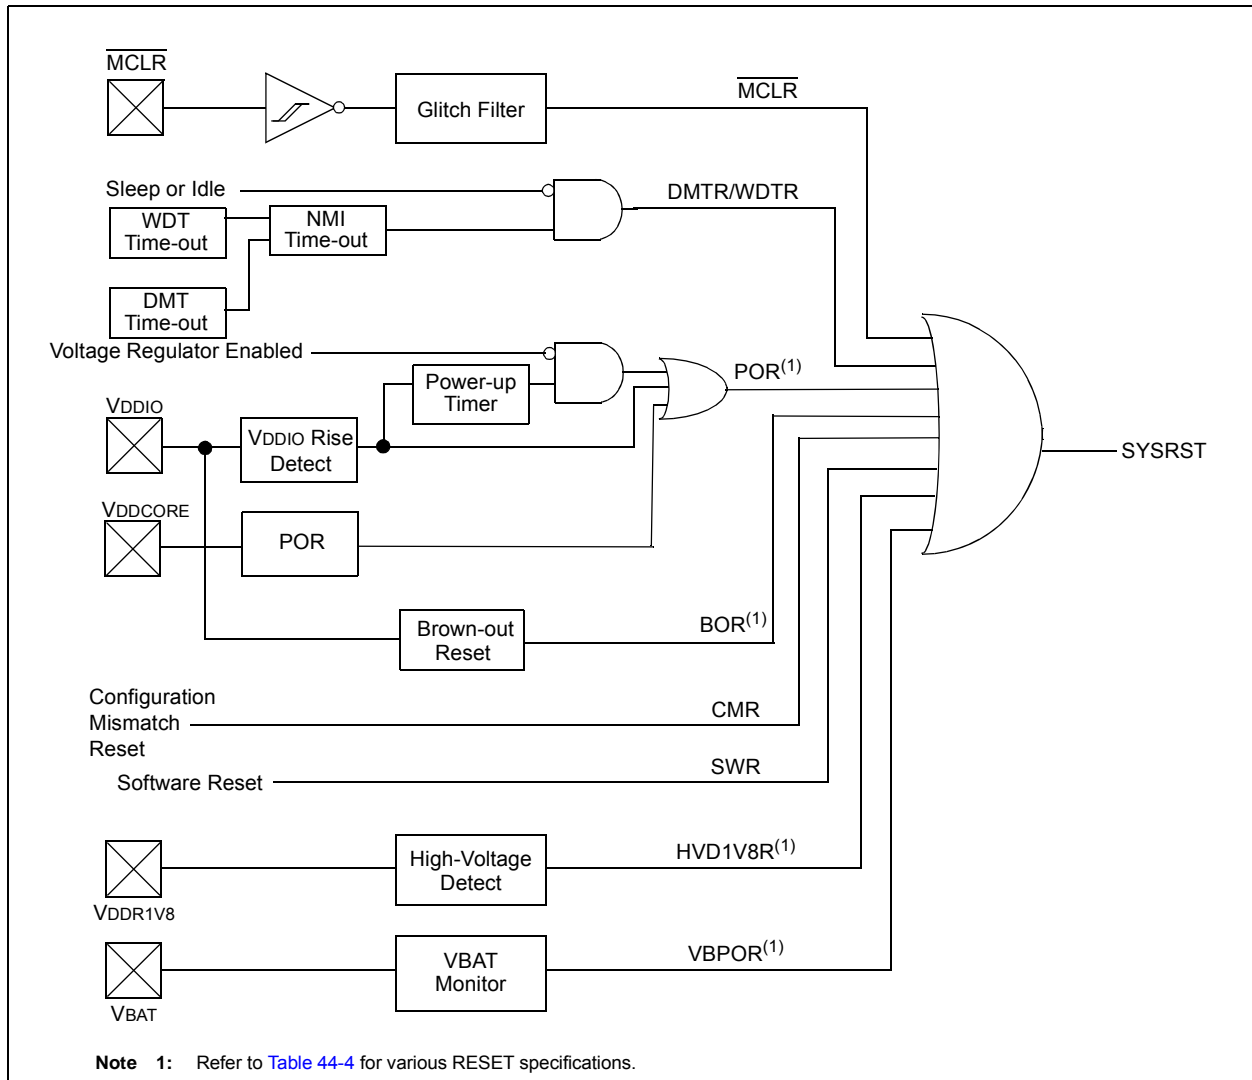 MCLR
Glitch Filter
MCLR
Sleep or Idle
DMTR/WDTR
WDT
Time-out
NMI
Time-out
DMT
Time-out
Voltage Regulator Enabled
Power-up
Timer
POR(1)
VDDIO
VDDIO Rise
Detect
SYSRST
VDDCORE
POR
Brown-out
Reset
BOR(1)
Configuration
Mismatch
Reset
CMR
Software Reset
SWR
High-Voltage
Detect
HVD1V8R(1)
VDDR1V8
VBAT
Monitor
VBPOR(1)
VBAT
Note 1: Refer to Table 44-4 for various RESET specifications.